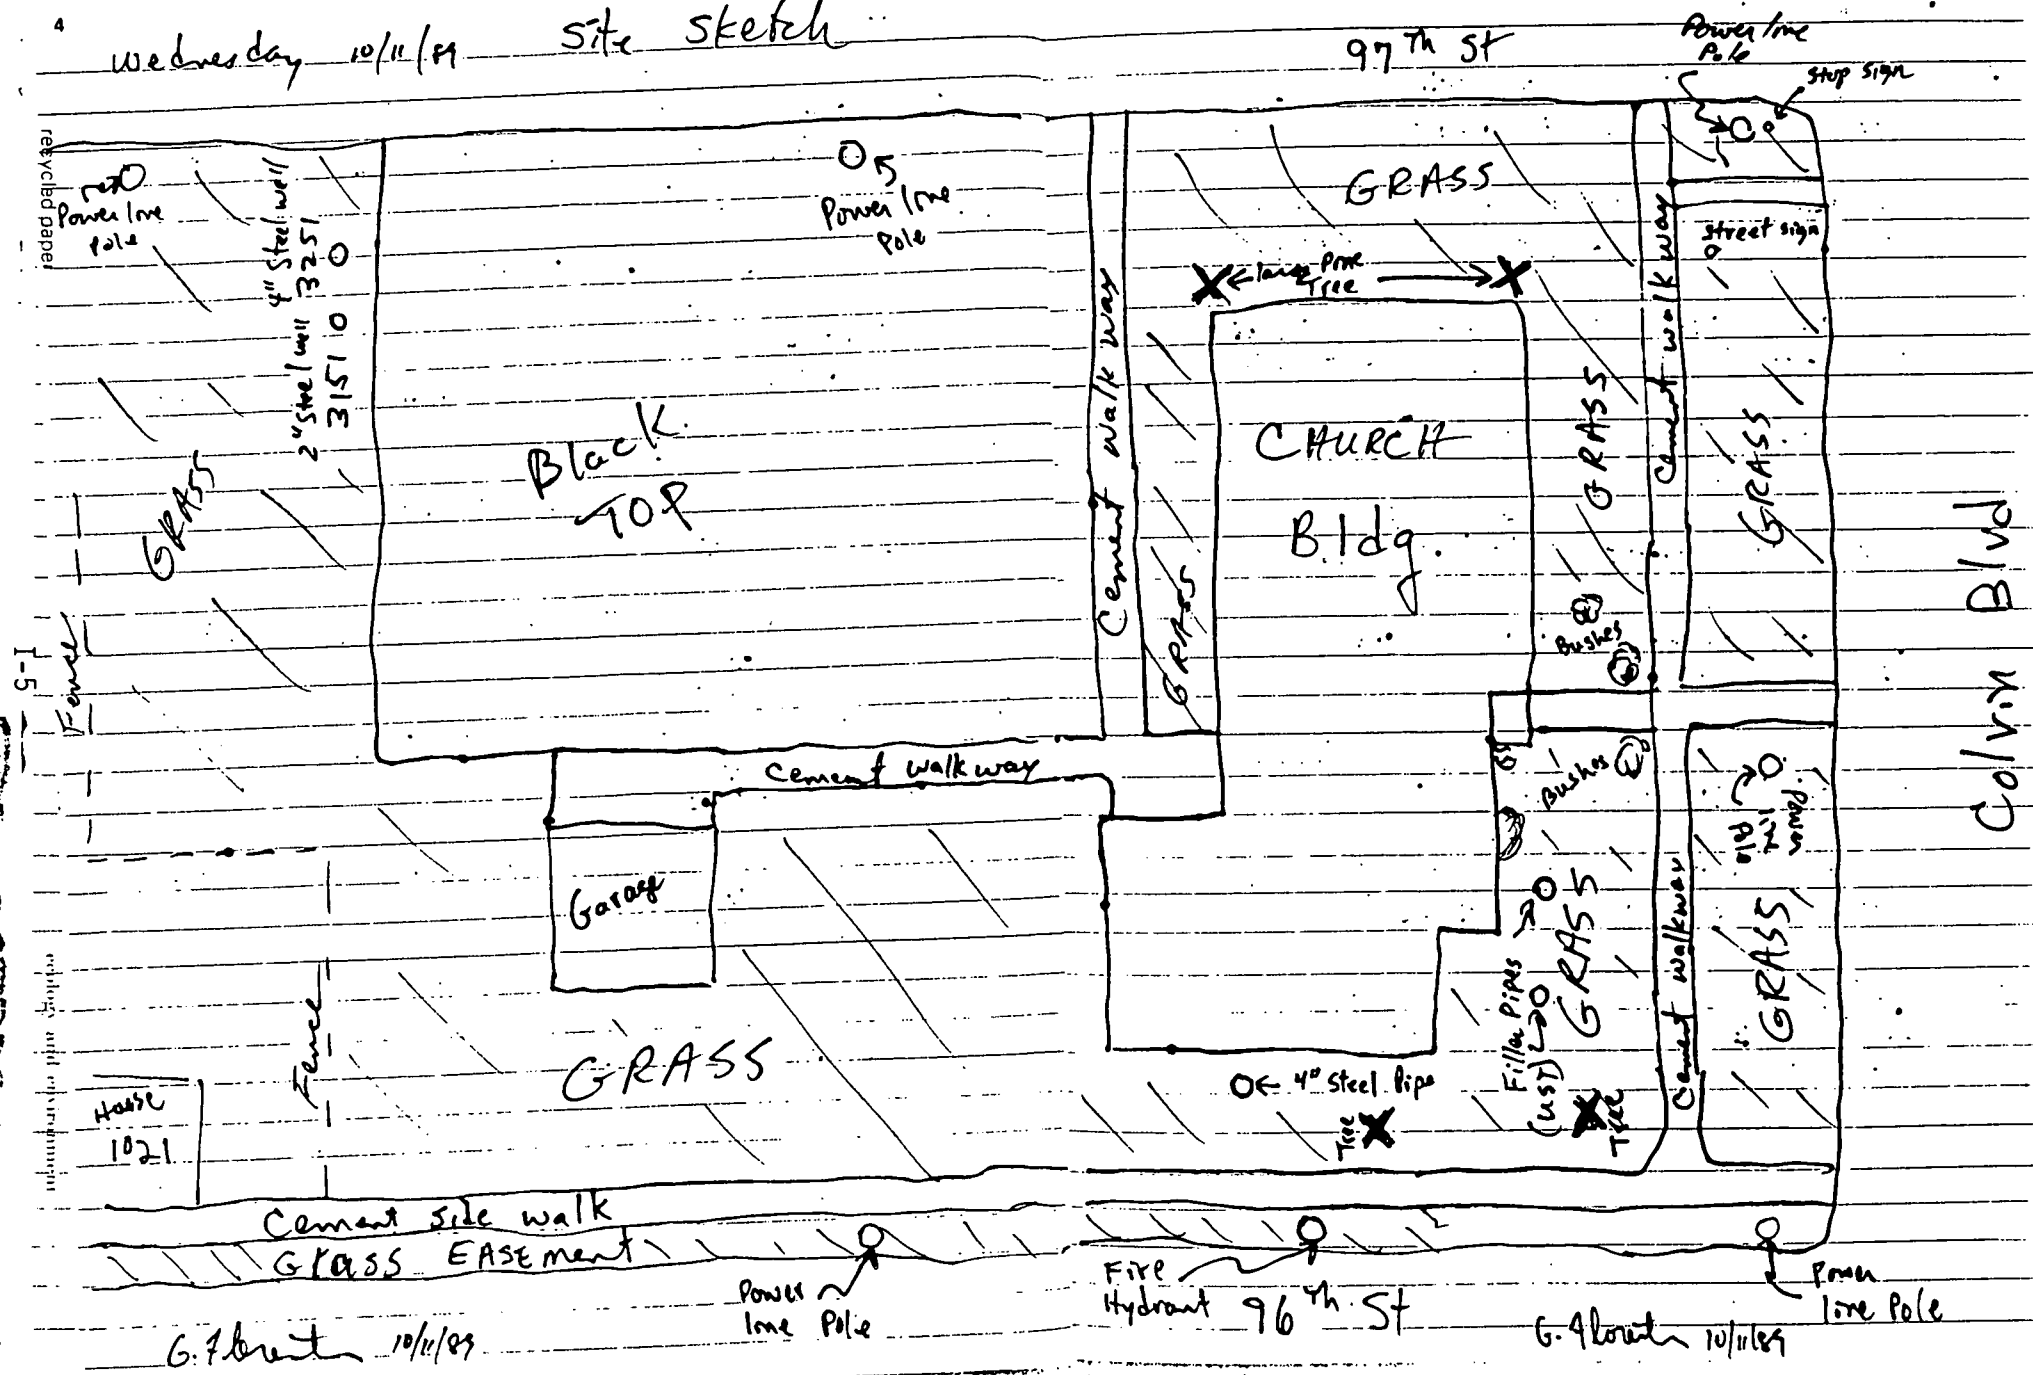 4
Wednesday 10/11/89 Site Sketch
97th St
Power line
Pole
Stop Sign
recycled paper
Power line
Pole
4" Steel well
3251
2" Steel well
3151
Power line
Pole
GRASS
large Pine
Tree
Cement walk way
street sign
Cement walk way
GRASS
Black
TOP
CHURCH
Bldg.
GRASS
GRASS
GRASS
Colvin Blvd
Bushes
Fence
I-5
Cement walkway
Bushes
old
mil
Garage
GRASS
GRASS
Cement walkway
Filler Pipes
(UST)
Fence
GRASS
4" Steel Pipe
Tree
Tree
House
1021
Cement side walk
Grass EASEment
Power
line Pole
Fire
Hydrant
96th St
Power
line Pole
10/11/89
10/11/89